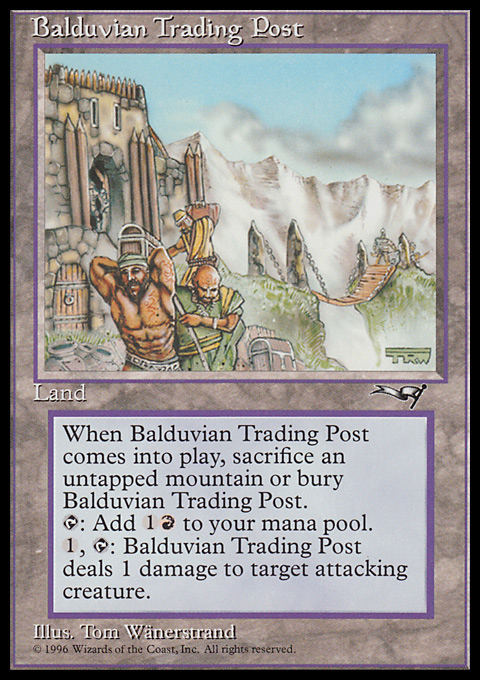 Balduvian Trading Post
TRW
Land
When Balduvian Trading Post
comes into play, sacrifice an
untapped mountain or bury
Balduvian Trading Post.
: Add 1 to your mana pool.
1, : Balduvian Trading Post
deals 1 damage to target attacking
creature.
Illus. Tom Wänerstrand
© 1996 Wizards of the Coast, Inc. All rights reserved.